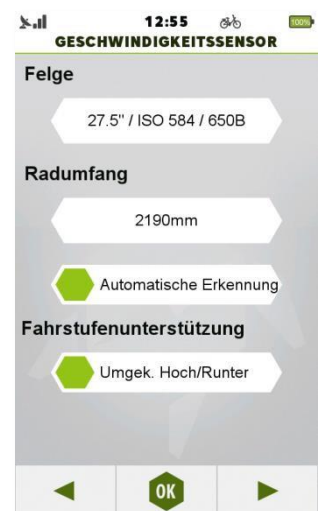 12:55
100%
GESCHWINDIGKEITSSENSOR
Felge
27.5" / ISO 584 / 650B
Radumfang
2190mm
Automatische Erkennung
Fahrstufenunterstützung
Umgek. Hoch/Runter
OK